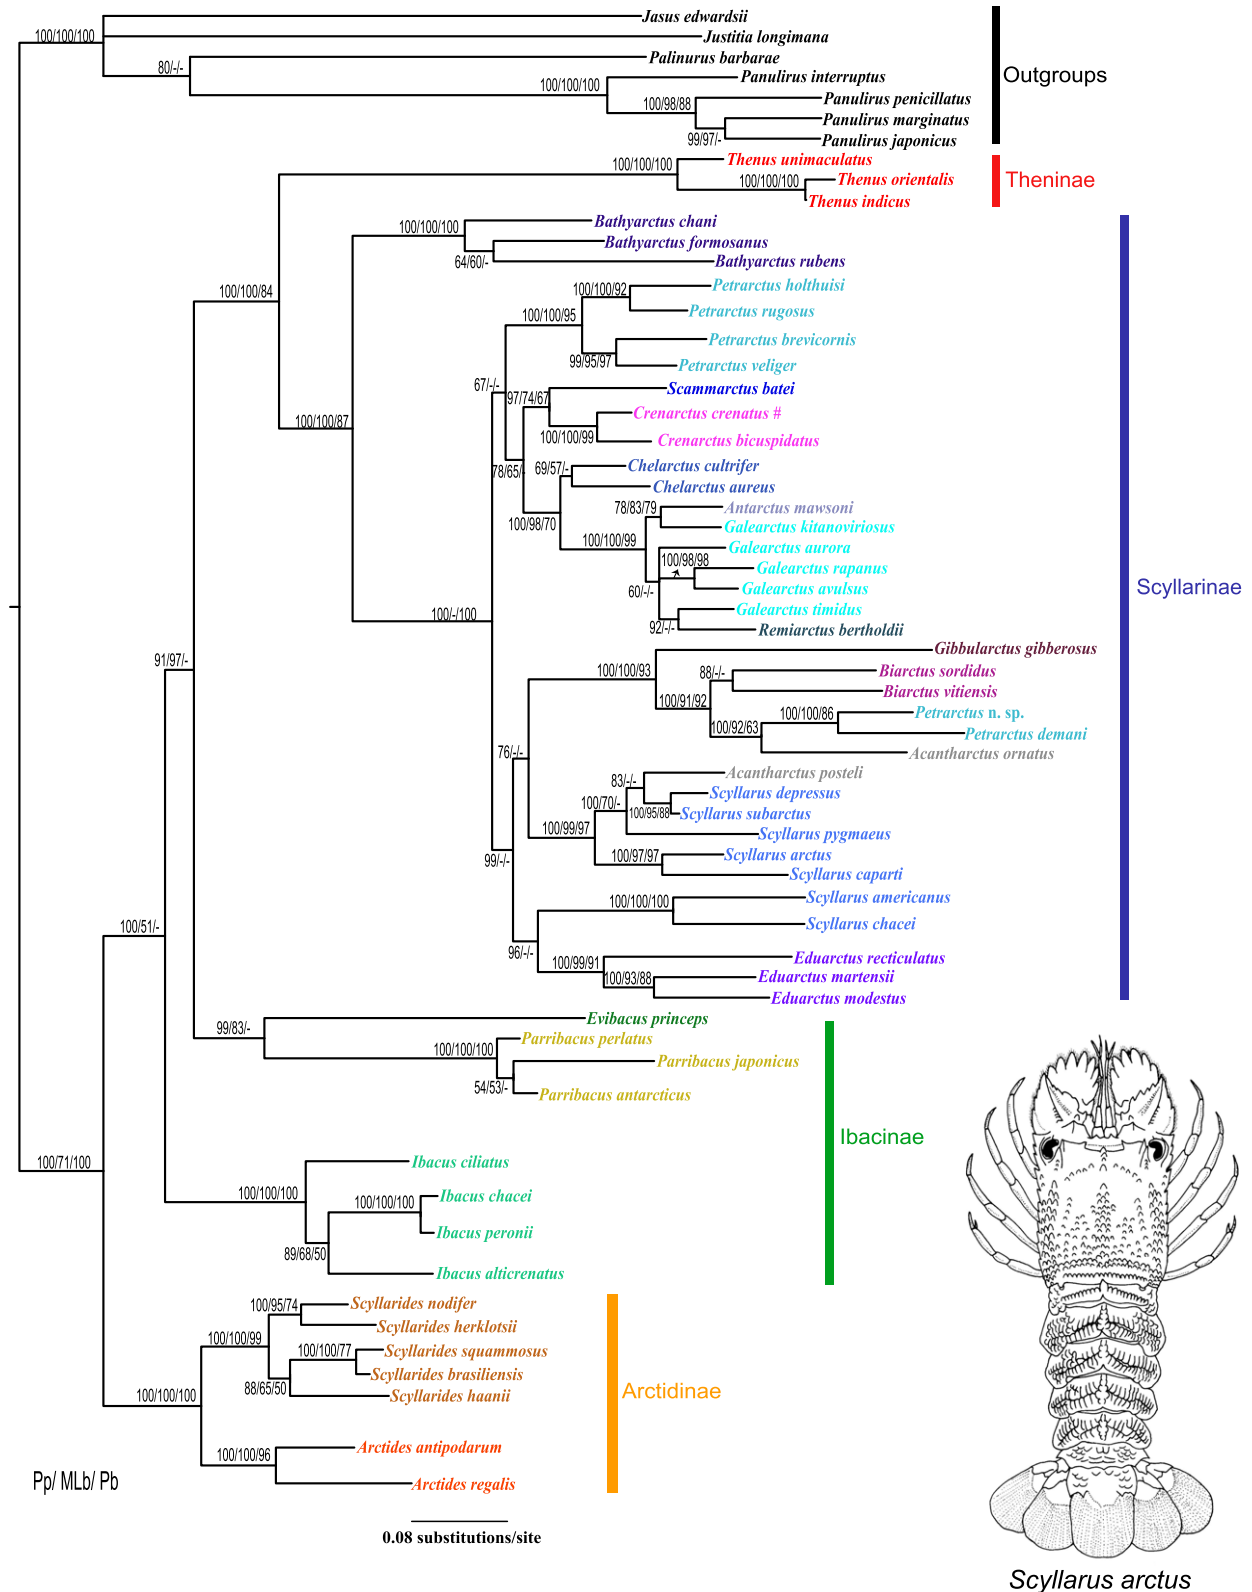 Jasus edwardsii
100/100/100
Justitia longimana
Palinurus barbarae
80/-/-
Panulirus interruptus
100/100/100
Outgroups
Panulirus penicillatus
100/98/88
Panulirus marginatus
99/97/-
Panulirus japonicus
Thenus unimaculatus
100/100/100
Thenus orientalis
100/100/100
Theninae
Thenus indicus
Bathyarctus chani
100/100/100
Bathyarctus formosanus
64/60/-
Bathyarctus rubens
Petrarctus holthuisi
100/100/92
100/100/84
Petrarctus rugosus
100/100/95
Petrarctus brevicornis
99/95/97
Petrarctus veliger
67/-/-
Scammarctus batei
97/74/67
Crenarctus crenatus #
100/100/87
100/100/99
Crenarctus bicuspidatus
Chelarctus cultrifer
78/65/-
69/57/-
Chelarctus aureus
Antarctus mawsoni
78/83/79
100/98/70
Galearctus kitanoviriosus
100/100/99
Galearctus aurora
100/98/98
Galearctus rapanus
Galearctus avulsus
60/-/-
Scyllarinae
Galearctus timidus
100/-/100
92/-/-
Remiarctus bertholdii
Gibbularctus gibberosus
91/97/-
100/100/93
88/-/-
Biarctus sordidus
Biarctus vitiensis
100/91/92
Petrarctus n. sp.
100/100/86
100/92/63
Petrarctus demani
76/-/-
Acantharctus ornatus
Acantharctus posteli
83/-/-
Scyllarus depressus
100/70/-
100/95/88
Scyllarus subarctus
100/99/97
Scyllarus pygmaeus
99/-/-
100/97/97
Scyllarus arctus
Scyllarus caparti
Scyllarus americanus
100/100/100
Scyllarus chacei
100/51/-
96/-/-
Eduarctus recticulatus
100/99/91
100/93/88
Eduarctus martensii
Eduarctus modestus
Evibacus princeps
99/83/-
Parribacus perlatus
100/100/100
Parribacus japonicus
54/53/-
Parribacus antarcticus
Ibacinae
100/71/100
Ibacus ciliatus
100/100/100
Ibacus chacei
100/100/100
Ibacus peronii
89/68/50
Ibacus alticrenatus
Scyllarides nodifer
100/95/74
Scyllarides herklotsii
100/100/99
Scyllarides squammosus
100/100/77
Scyllarides brasiliensis
88/65/50
Scyllarides haanii
100/100/100
Arctidinae
Arctides antipodarum
100/100/96
Arctides regalis
Pp/ MLb/ Pb
0.08 substitutions/site
Scyllarus arctus